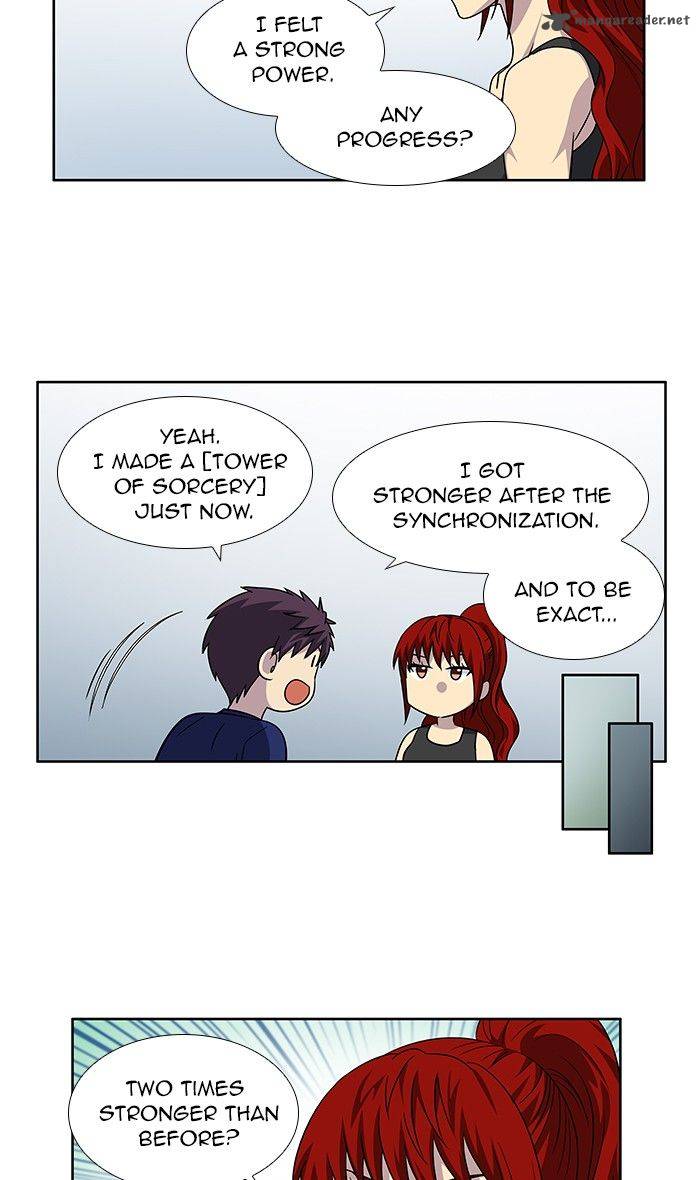 mangareader.net
I FELT
A STRONG
POWER.
ANY
PROGRESS?
YEAH.
I MADE A [TOWER
OF SORCERY]
JUST NOW.
I GOT
STRONGER AFTER THE
SYNCHRONIZATION.
AND TO BE
EXACT...
TWO TIMES
STRONGER THAN
BEFORE?